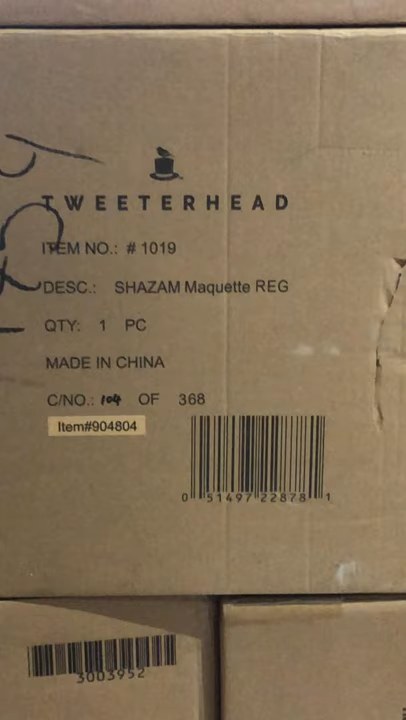 TWEETERHEAD
ITEM NO.: # 1019
DESC.: SHAZAM Maquette REG
QTY: 1 PC
MADE IN CHINA
C/NO.: 104 OF 368
Item#904804
0 51497 22878 1
3003952